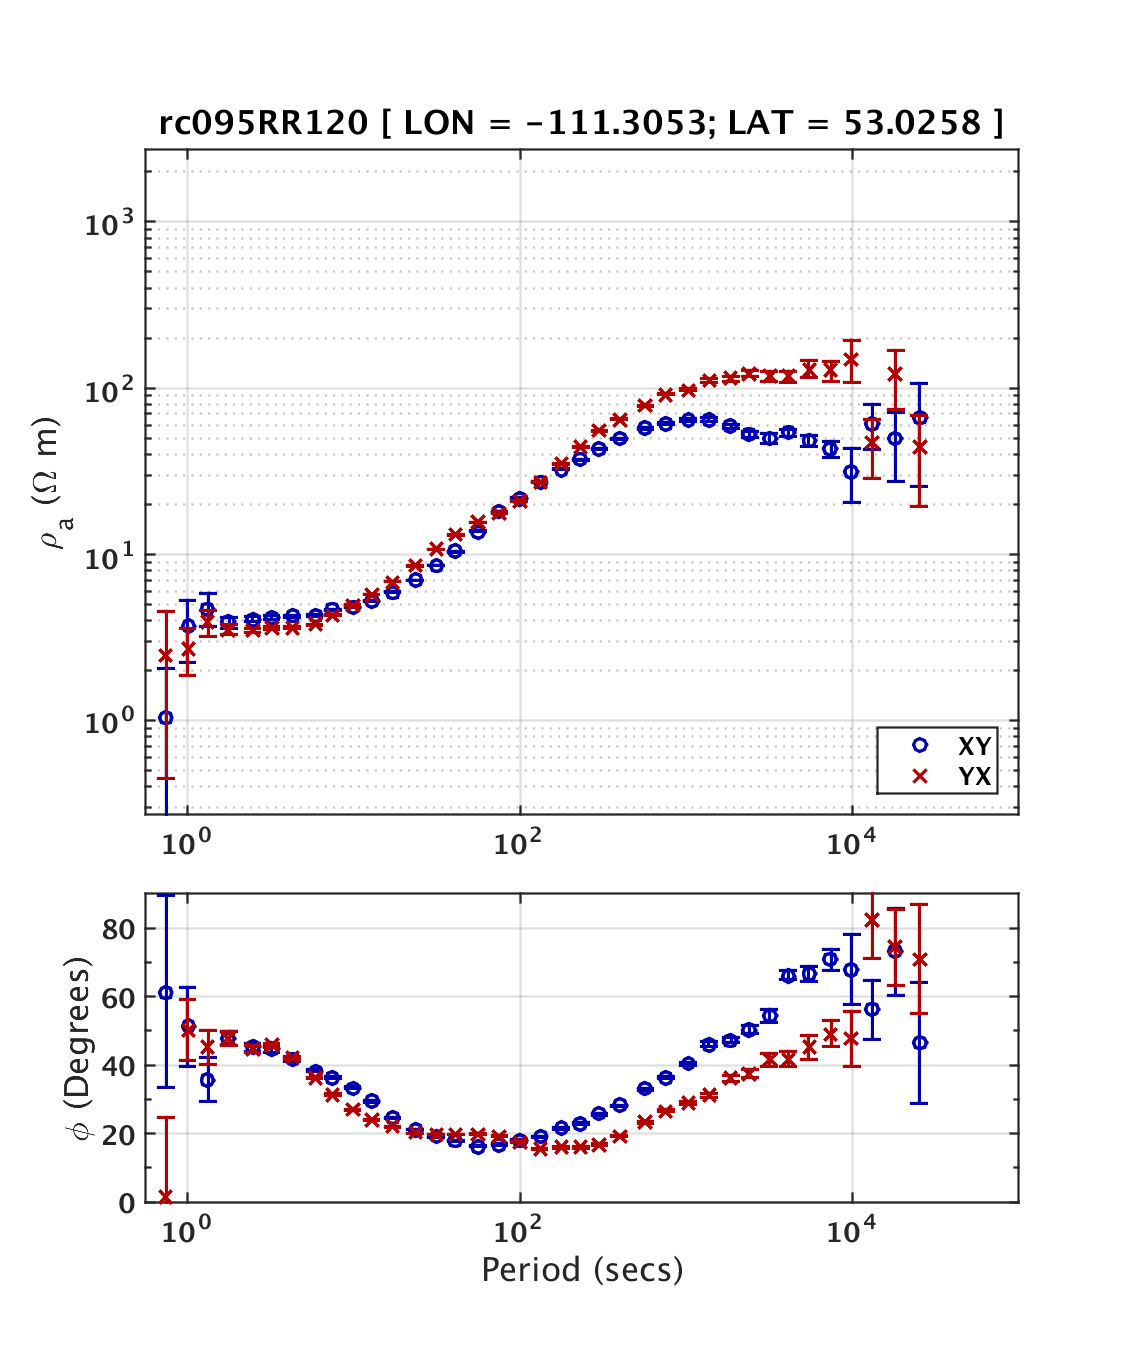 rc095RR120 [ LON = -111.3053; LAT = 53.0258 ]
10³
10²
10¹
10⁰
ρa (Ω m)
XY
YX
10⁰ 10² 10⁴
80
60
40
20
0
ϕ (Degrees)
10⁰ 10² 10⁴
Period (secs)